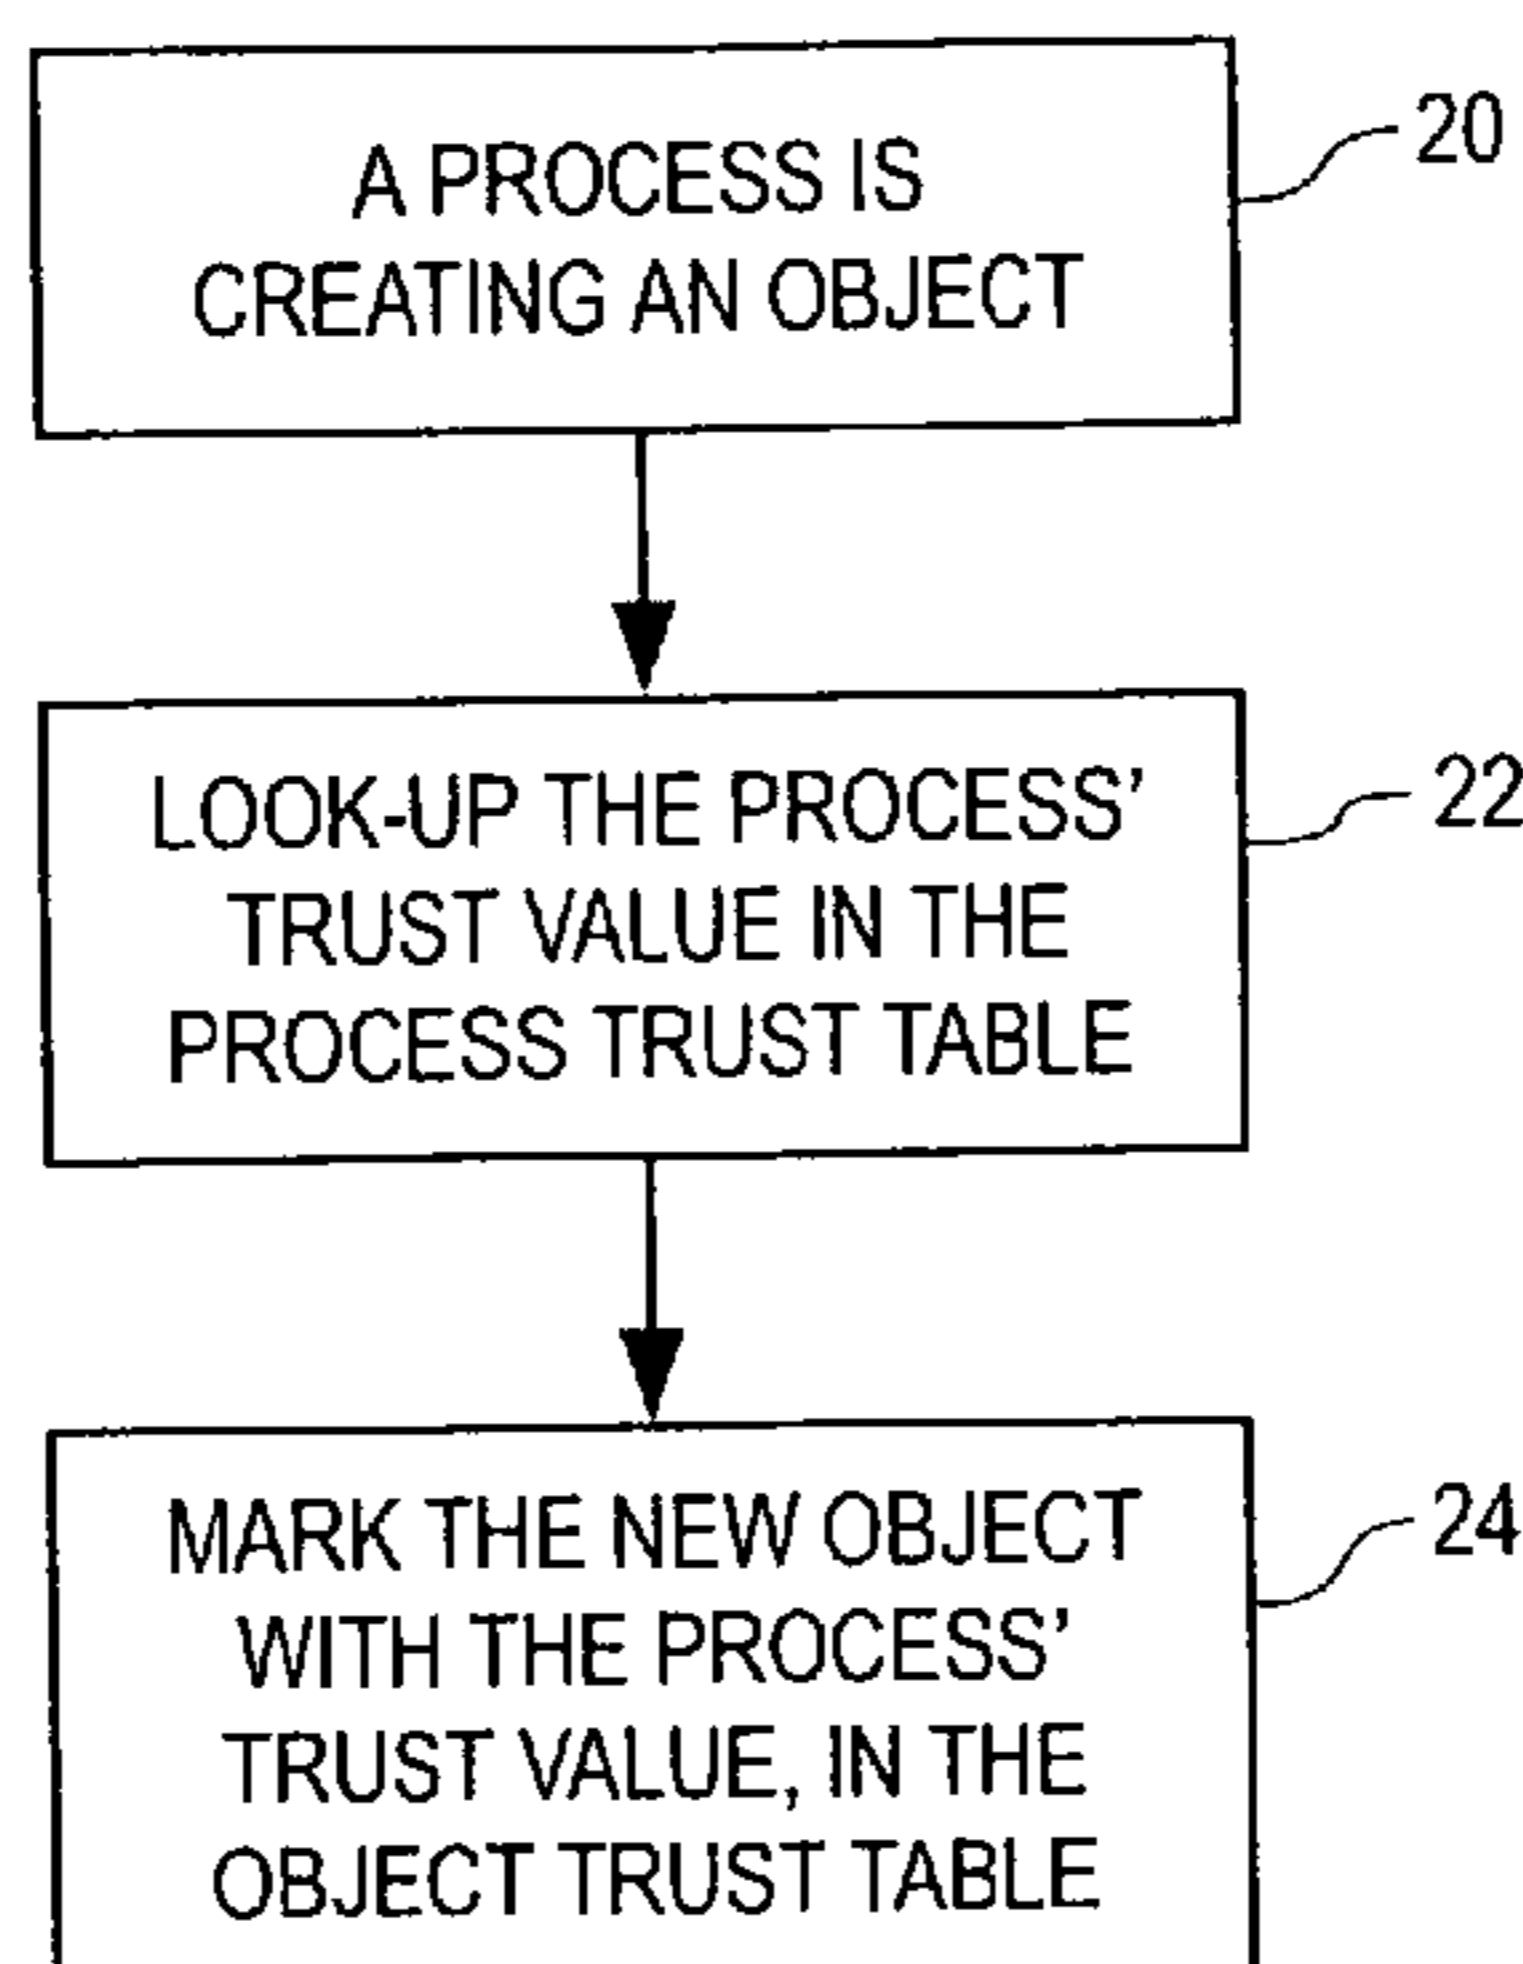 A PROCESS IS
CREATING AN OBJECT
20
LOOK-UP THE PROCESS’
TRUST VALUE IN THE
PROCESS TRUST TABLE
22
MARK THE NEW OBJECT
WITH THE PROCESS’
TRUST VALUE, IN THE
OBJECT TRUST TABLE
24